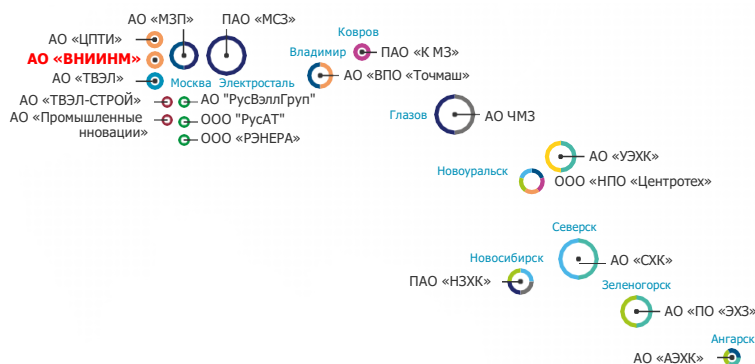 АО «МЗП»
ПАО «МСЗ»
АО «ЦПТИ»
АО «ВНИИНМ»
АО «ТВЭЛ»
Москва
Электросталь
Ковров
ПАО «К МЗ»
Владимир
АО «ВПО «Точмаш»
АО «ТВЭЛ-СТРОЙ»
АО "РусВэллГруп"
АО «Промышленные
нновации»
ООО "РусАТ"
ООО «РЭНЕРА»
Глазов
АО ЧМЗ
АО «УЭХК»
Новоуральск
ООО «НПО «Центротех»
Северск
АО «СХК»
Новосибирск
ПАО «НЗХК»
Зеленогорск
АО «ПО «ЭХЗ»
Ангарск
АО «АЭХК»